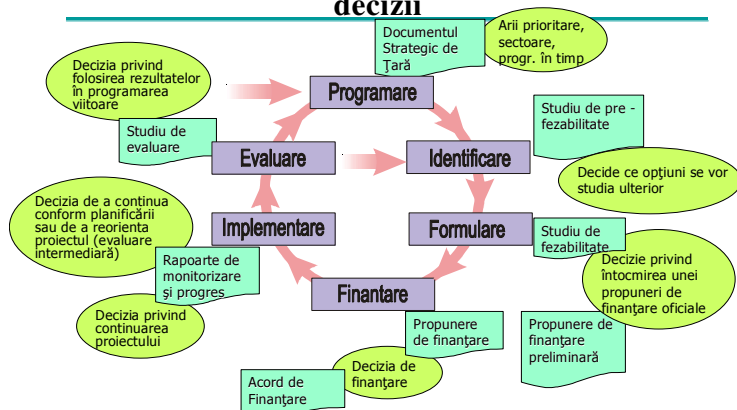 decizii
Documentul
Strategic de
Ţară
Arii prioritare,
sectoare,
progr. în timp
Decizia privind
folosirea rezultatelor
în programarea
viitoare
Programare
Studiu de pre -
fezabilitate
Studiu de
evaluare
Evaluare
Identificare
Decide ce opţiuni se vor
studia ulterior
Decizia de a continua
conform planificării
sau de a reorienta
proiectul (evaluare
intermediară)
Implementare
Formulare
Studiu de
fezabilitate
Rapoarte de
monitorizare
şi progres
Decizie privind
întocmirea unei
propuneri de
finanţare oficiale
Finantare
Decizia privind
continuarea
proiectului
Propunere
de finanţare
Propunere de
finanţare
preliminară
Decizia de
finanţare
Acord de
Finanţare